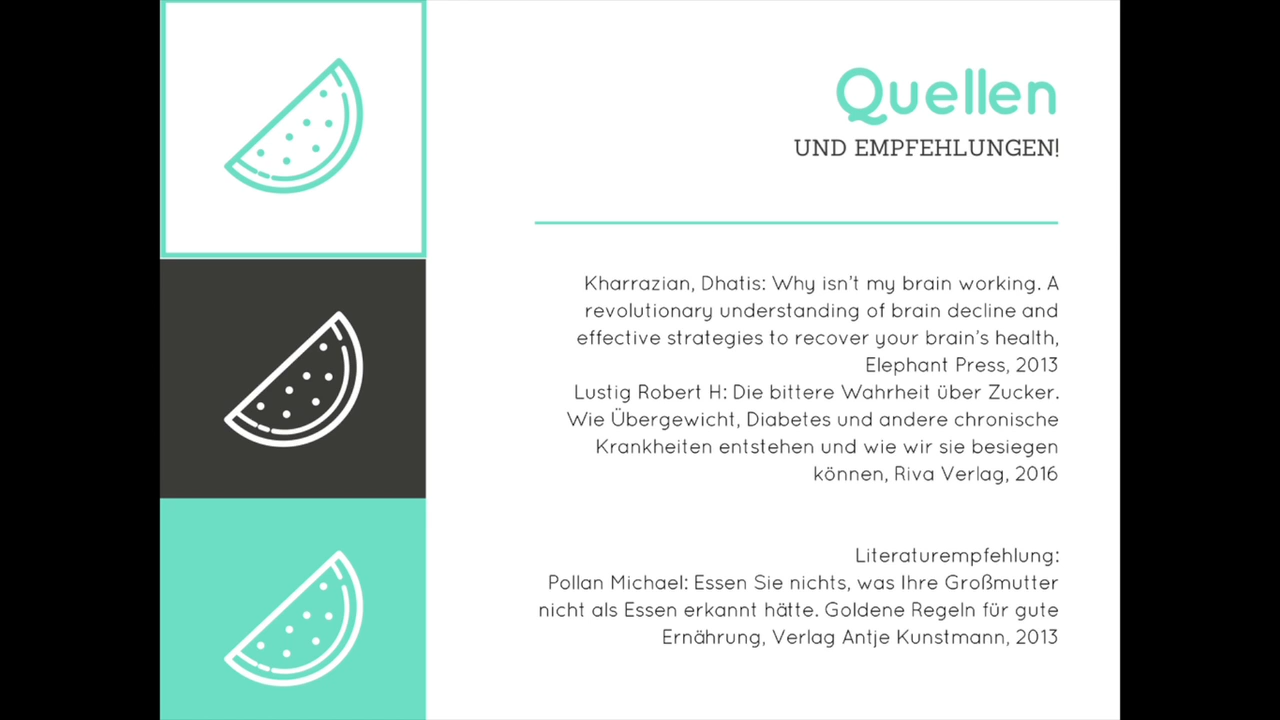 Quellen
UND EMPFEHLUNGEN!
Kharrazian, Dhatis: Why isn't my brain working. A
revolutionary understanding of brain decline and
effective strategies to recover your brain's health,
Elephant Press, 2013
Lustig Robert H: Die bittere Wahrheit über Zucker.
Wie Übergewicht, Diabetes und andere chronische
Krankheiten entstehen und wie wir sie besiegen
können, Riva Verlag, 2016
Literaturempfehlung:
Pollan Michael: Essen Sie nichts, was Ihre Großmutter
nicht als Essen erkannt hätte. Goldene Regeln für gute
Ernährung, Verlag Antje Kunstmann, 2013